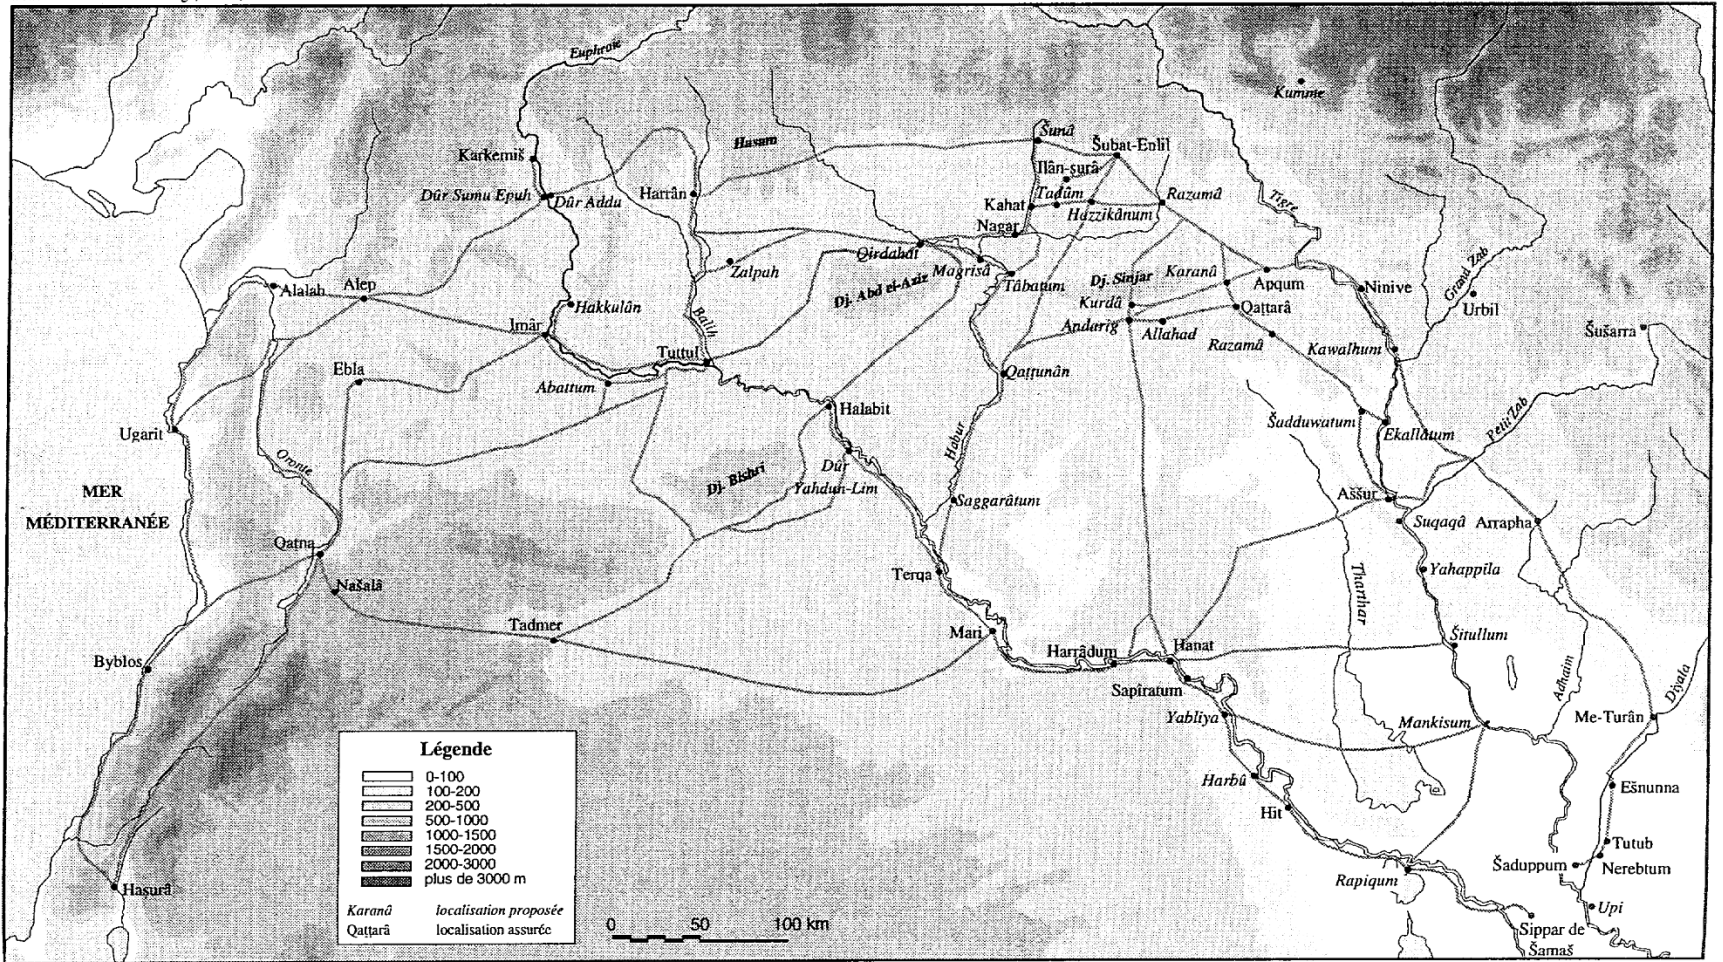 Euphrate
Kumme
Karkemiš
Hasam
Šunâ
Šubat-Enlil
Ilân-ṣurâ
Dûr Sumu Epuh
Dûr Addu
Harrân
Kahat
Tadûm
Hazzikânum
Razamâ
Tigre
Nagar
Qirdahat
Zalpah
Magrisâ
Tâbatum
Dj. Abd el-Aziz
Dj. Sinjar
Karanâ
Apqum
Ninive
Grand Zab
Urbil
Alalah
Alep
Hakkulân
Balih
Kurdâ
Qaṭṭarâ
Andarig
Allahad
Razamâ
Kawalhum
Šušarra
Imâr
Tuttul
Ebla
Abattum
Qaṭṭunân
Halabit
Ugarit
Šadduwatum
Ekallâtum
Petit Zab
Oronte
Habur
Dj. Bishri
Dûr
Yahdun-Lim
Saggarâtum
MER
MÉDITERRANÉE
Aššur
Suqaqâ
Arrapha
Qaṭna
Našalâ
Terqa
Yahappila
Tharthar
Tadmer
Mari
Harrâdum
Hanat
Šitullum
Byblos
Sapîratum
Adhaim
Diyala
Yabliya
Mankisum
Me-Turân
Légende
0-100
100-200
200-500
500-1000
1000-1500
1500-2000
2000-3000
plus de 3000 m
Karanâ localisation proposée
Qaṭṭarâ localisation assurée
0 50 100 km
Harbû
Hit
Ešnunna
Tutub
Šaduppum
Nerebtum
Rapiqum
Haṣurâ
Upi
Sippar de
Šamaš